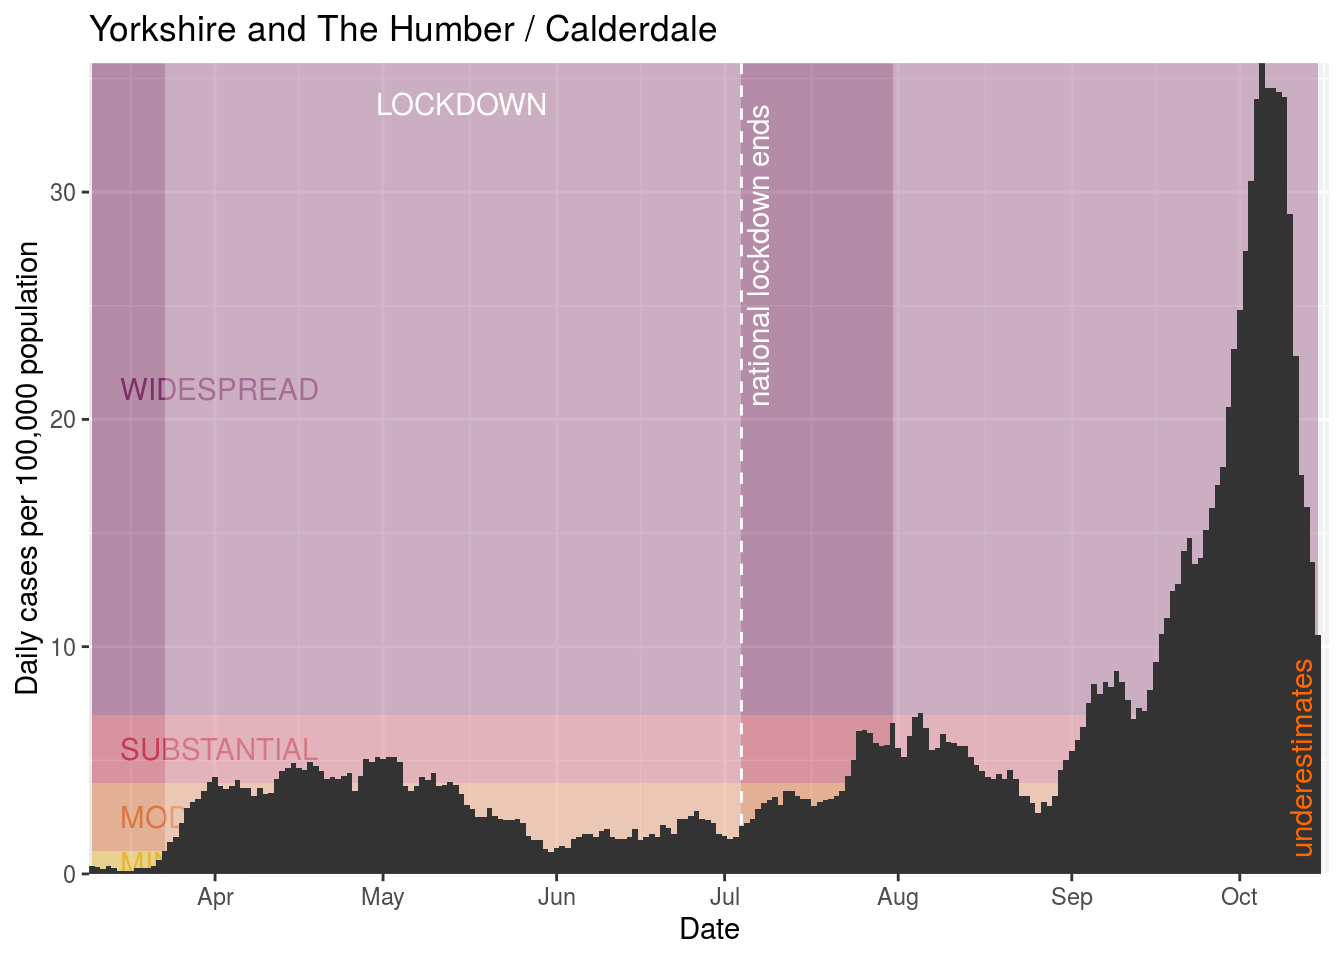 Yorkshire and The Humber / Calderdale
Daily cases per 100,000 population
30
20
10
0
LOCKDOWN
national lockdown ends
WIDESPREAD
SUBSTANTIAL
underestimates
Apr
May
Jun
Jul
Aug
Sep
Oct
Date